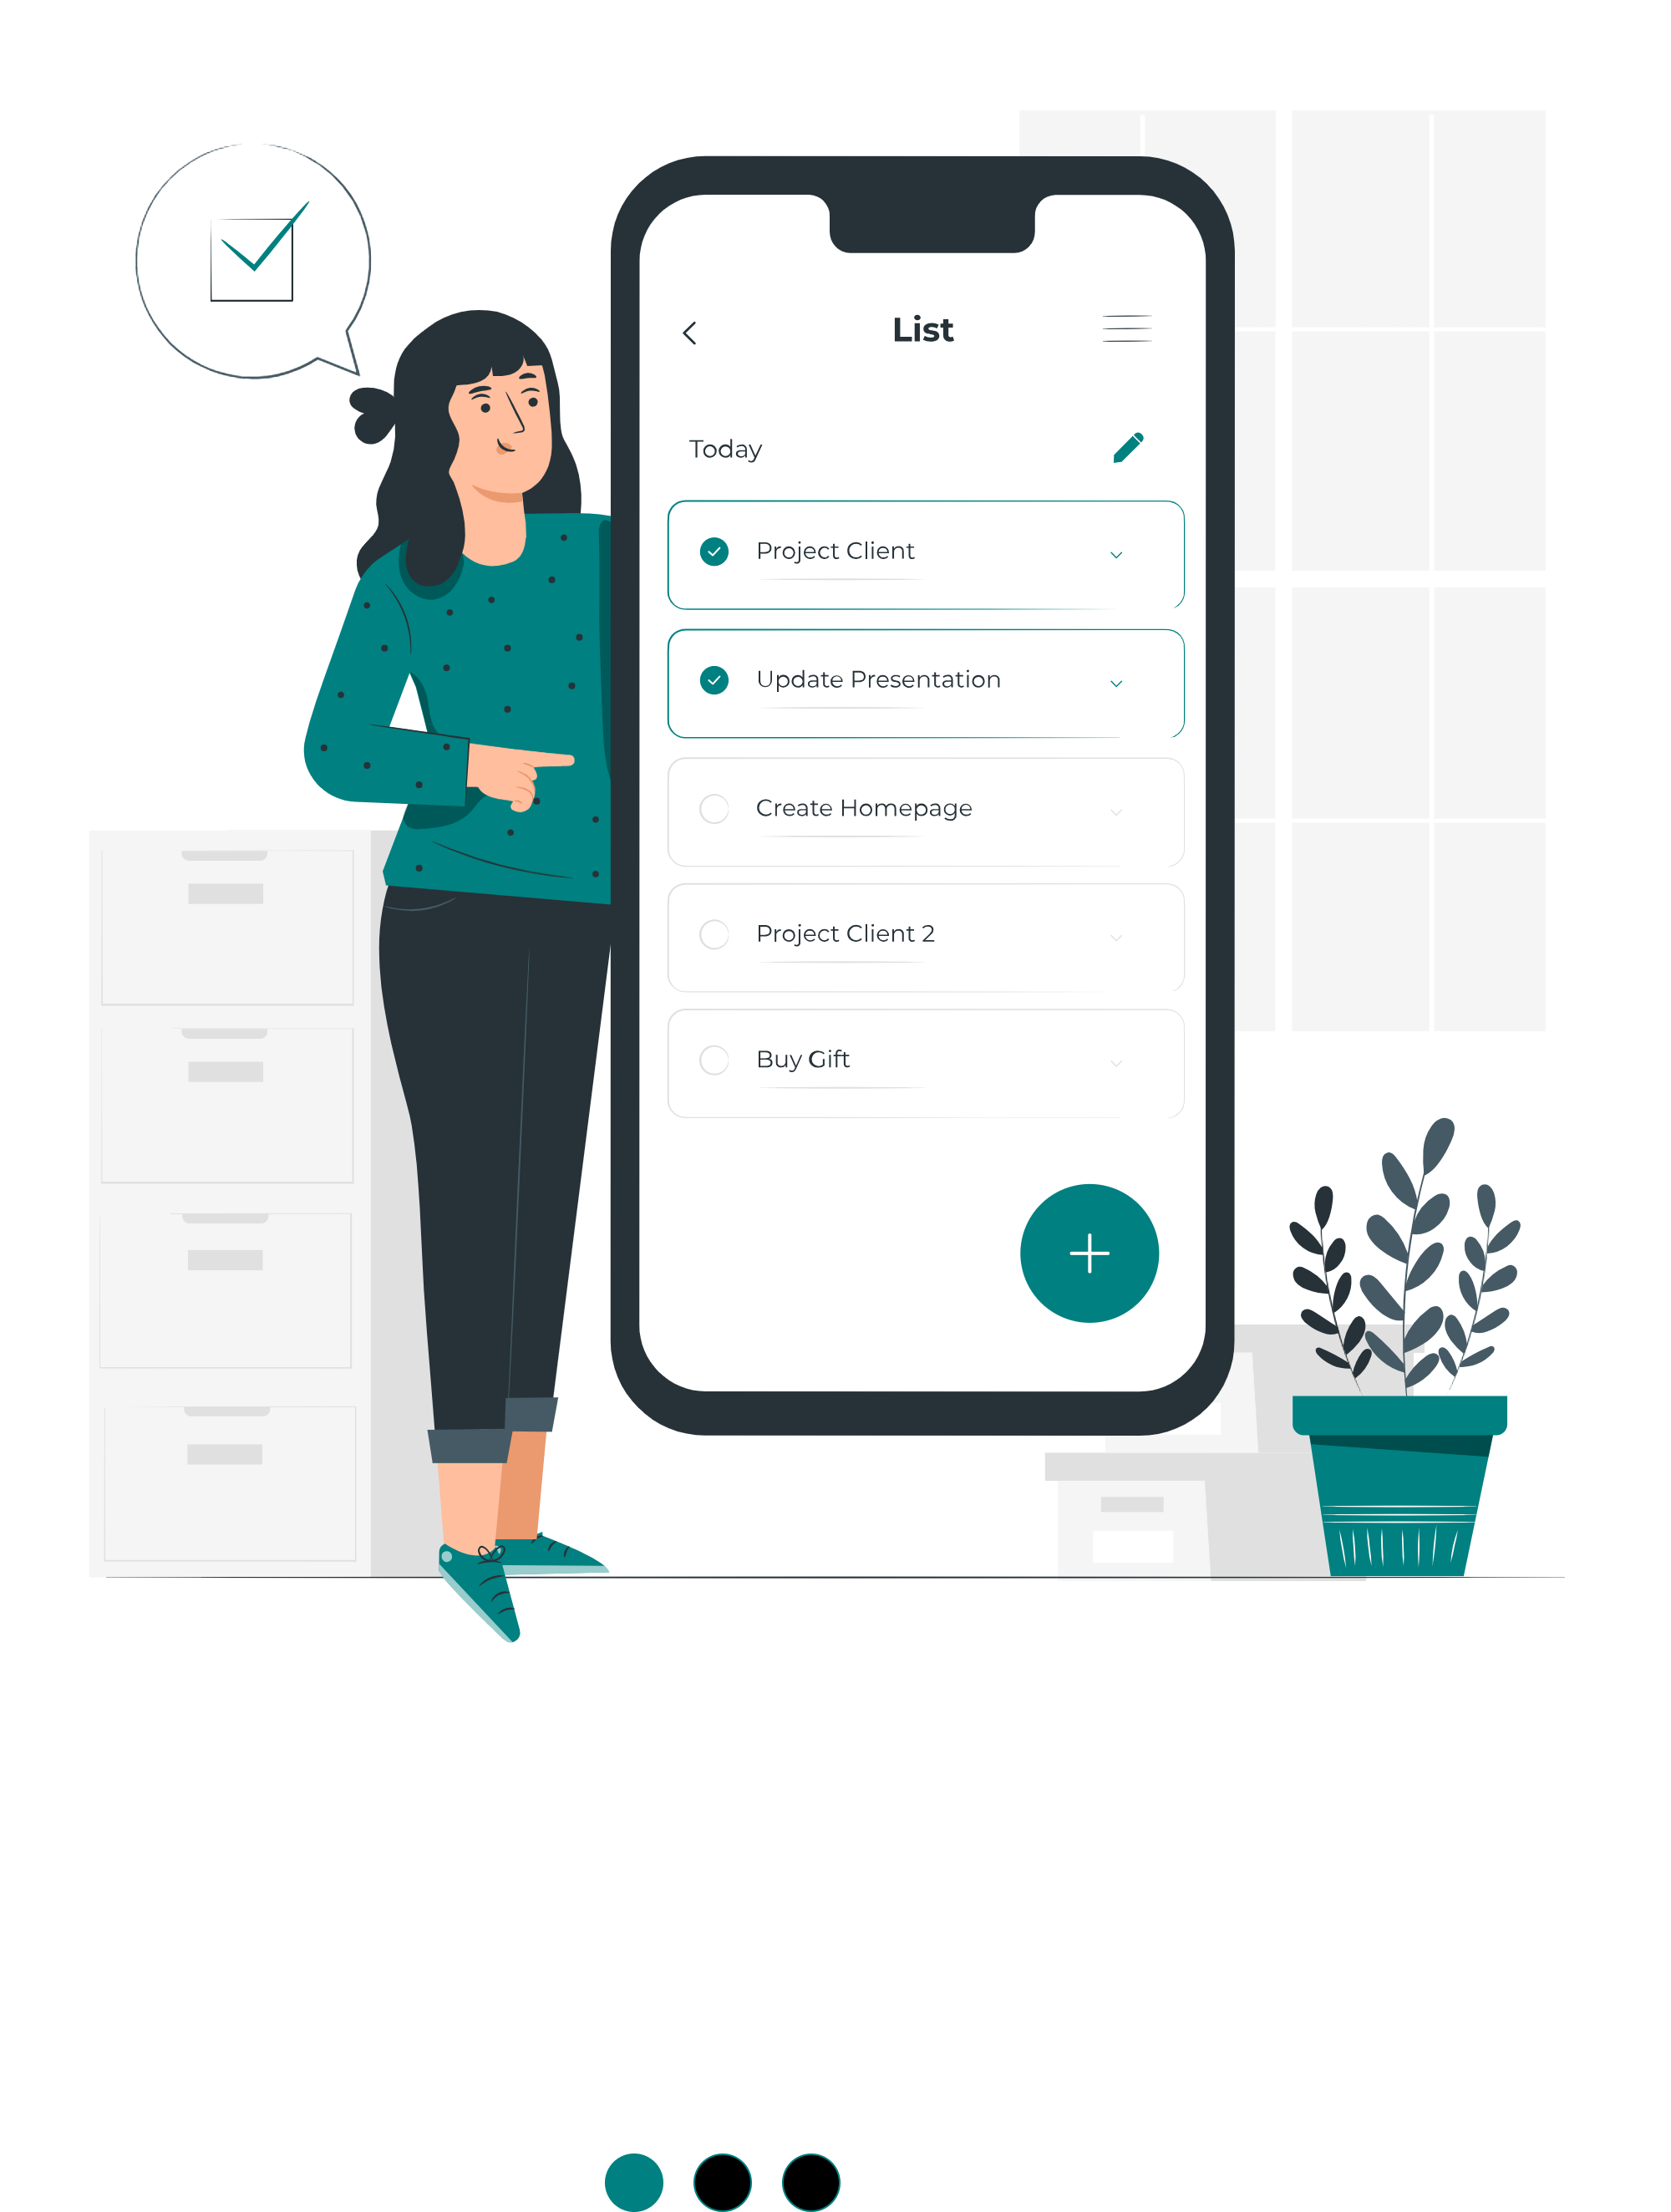 List
Today
Project Client
Update Presentation
Create Homepage
Project Client 2
Buy Gift